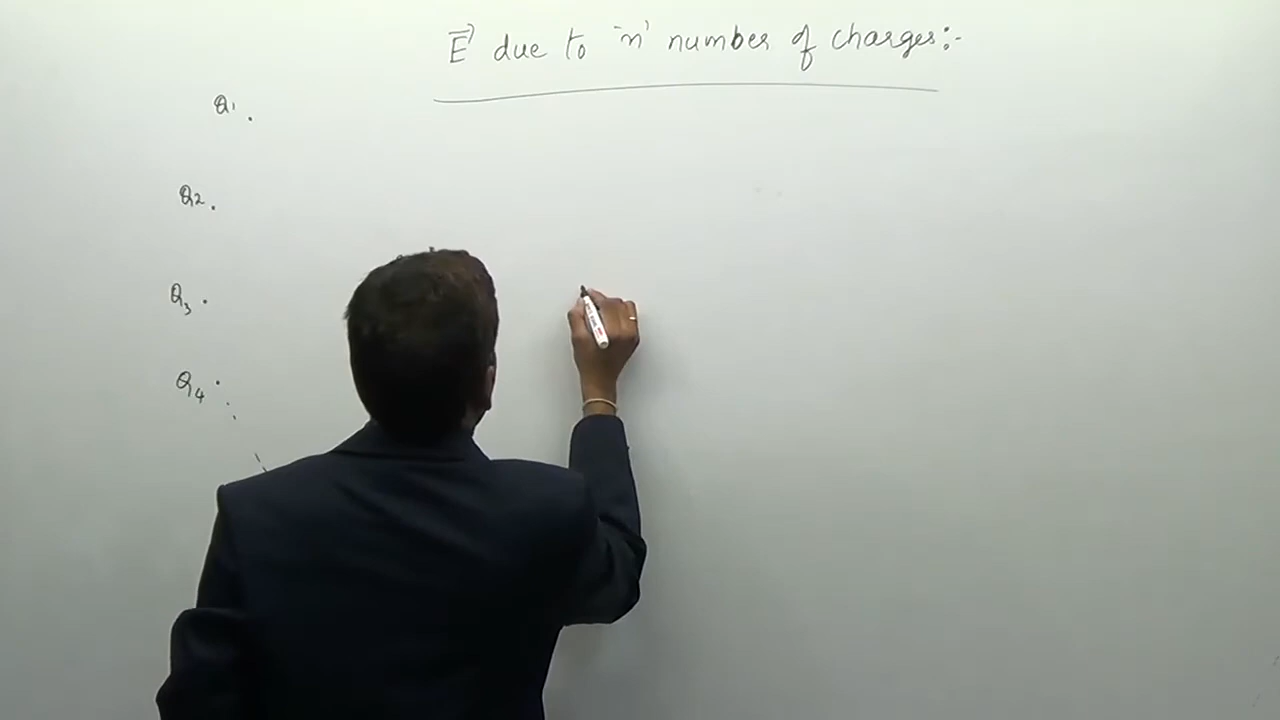 E⃗ due to 'n' number of charges:-
Q1 .
Q2 .
Q3 .
Q4 .